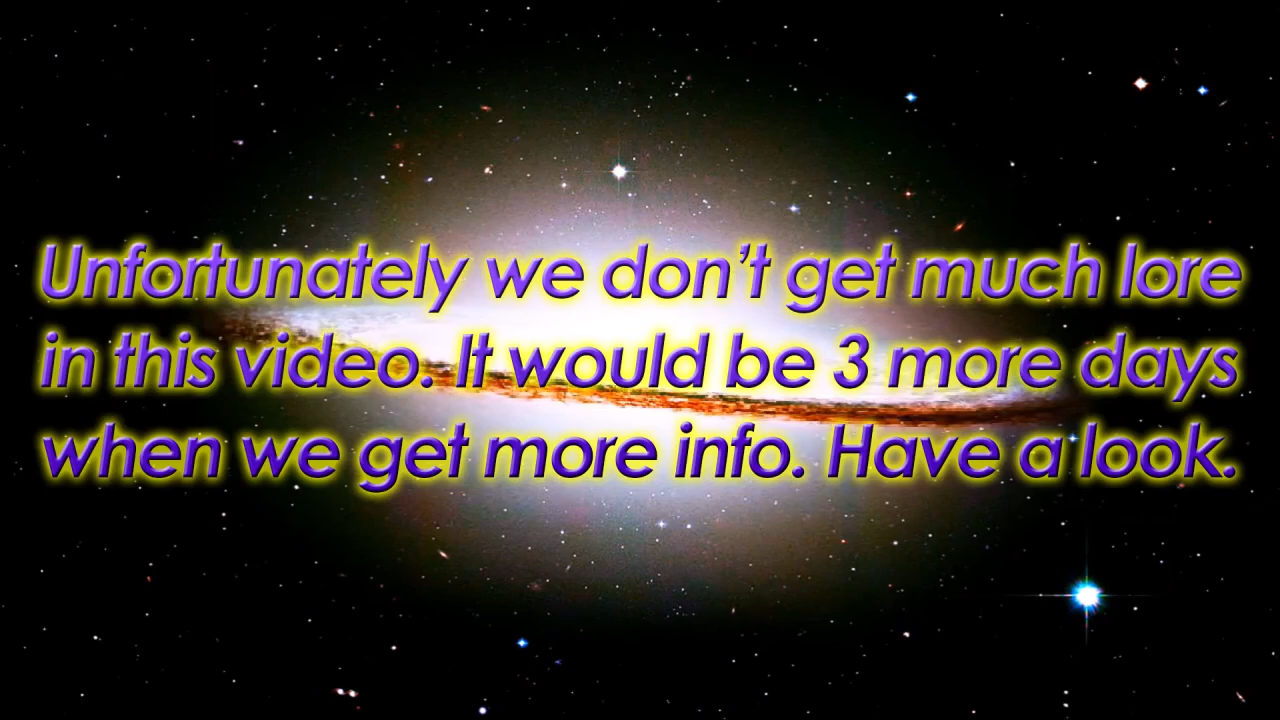 Unfortunately we don't get much lore
in this video. It would be 3 more days
when we get more info. Have a look.